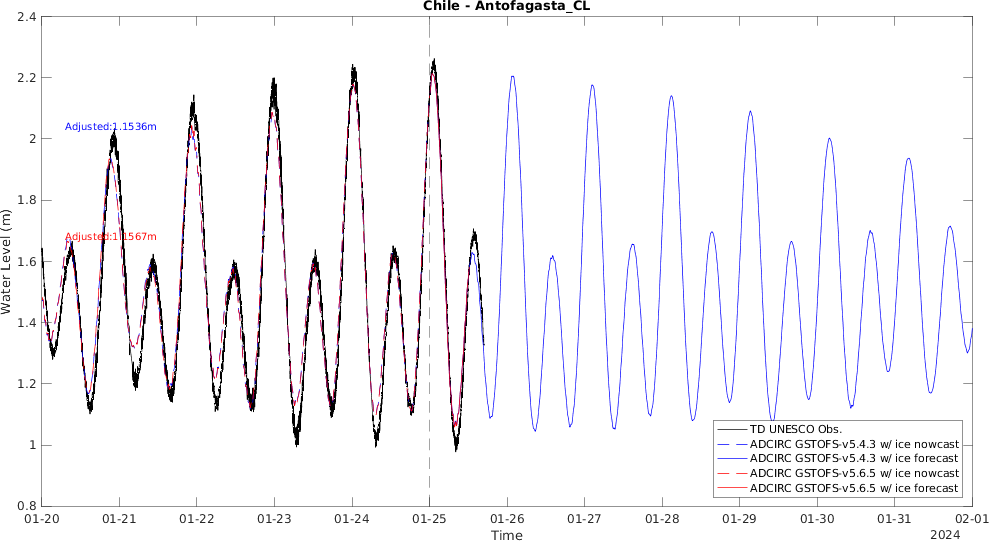 Chile - Antofagasta_CL
2.4
2.2
2
1.8
1.6
1.4
1.2
1
0.8
Water Level (m)
Adjusted:1.1536m
Adjusted:1.1567m
TD UNESCO Obs.
ADCIRC GSTOFS-v5.4.3 w/ ice nowcast
ADCIRC GSTOFS-v5.4.3 w/ ice forecast
ADCIRC GSTOFS-v5.6.5 w/ ice nowcast
ADCIRC GSTOFS-v5.6.5 w/ ice forecast
01-20 01-21 01-22 01-23 01-24 01-25 01-26 01-27 01-28 01-29 01-30 01-31 02-01
Time
2024